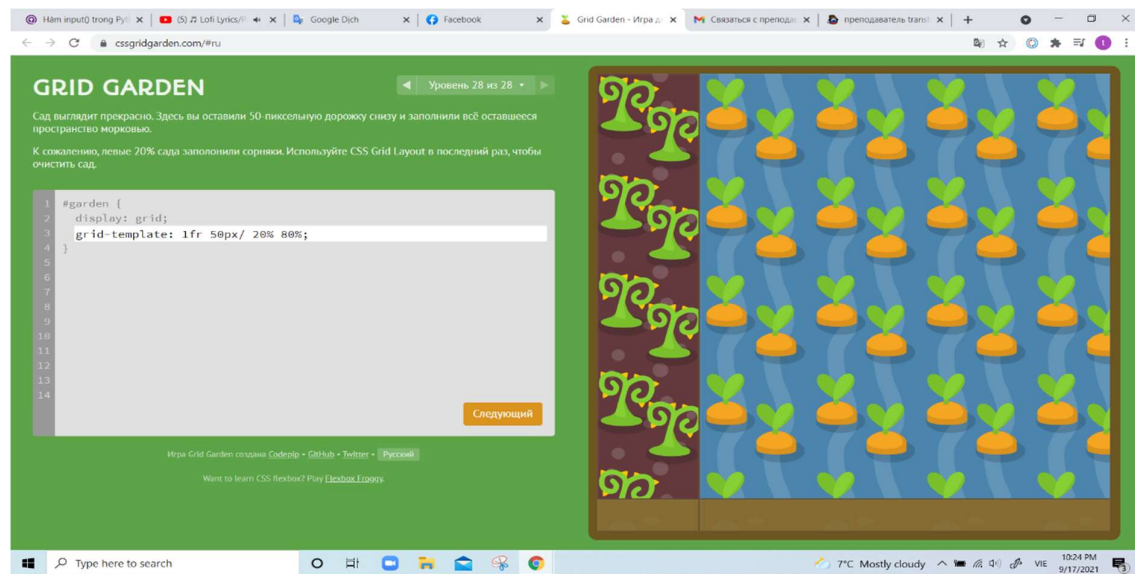 Hàm input() trong Pyt
(5) ♫ Lofi Lyrics/P
Google Dịch
Facebook
Grid Garden - Игра д
Связаться с препода
преподаватель transl
cssgridgarden.com/#ru
GRID GARDEN
Уровень 28 из 28
Сад выглядит прекрасно. Здесь вы оставили 50-пиксельную дорожку снизу и заполнили всё оставшееся
пространство морковью.
К сожалению, левые 20% сада заполонили сорняки. Используйте CSS Grid Layout в последний раз, чтобы
очистить сад.
1 #garden {
2 display: grid;
3 grid-template: 1fr 50px/ 20% 80%;
4 }
5
6
7
8
9
10
11
12
13
14
Следующий
Игра Grid Garden создана Codepip • GitHub • Twitter • Русский
Want to learn CSS flexbox? Play Flexbox Froggy.
Type here to search
7°C Mostly cloudy
VIE
10:24 PM
9/17/2021
3